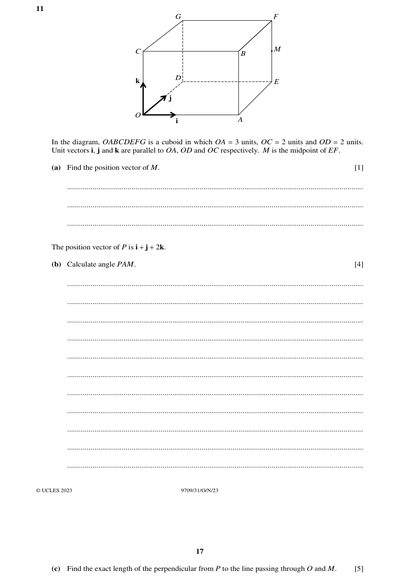 11
G
F
C
B
M
k
D
E
j
O
i
A
In the diagram, OABCDEFG is a cuboid in which OA = 3 units, OC = 2 units and OD = 2 units.
Unit vectors i, j and k are parallel to OA, OD and OC respectively. M is the midpoint of EF.
(a) Find the position vector of M. [1]
The position vector of P is i + j + 2k.
(b) Calculate angle PAM. [4]
© UCLES 2023 9709/31/O/N/23
17
(c) Find the exact length of the perpendicular from P to the line passing through O and M. [5]